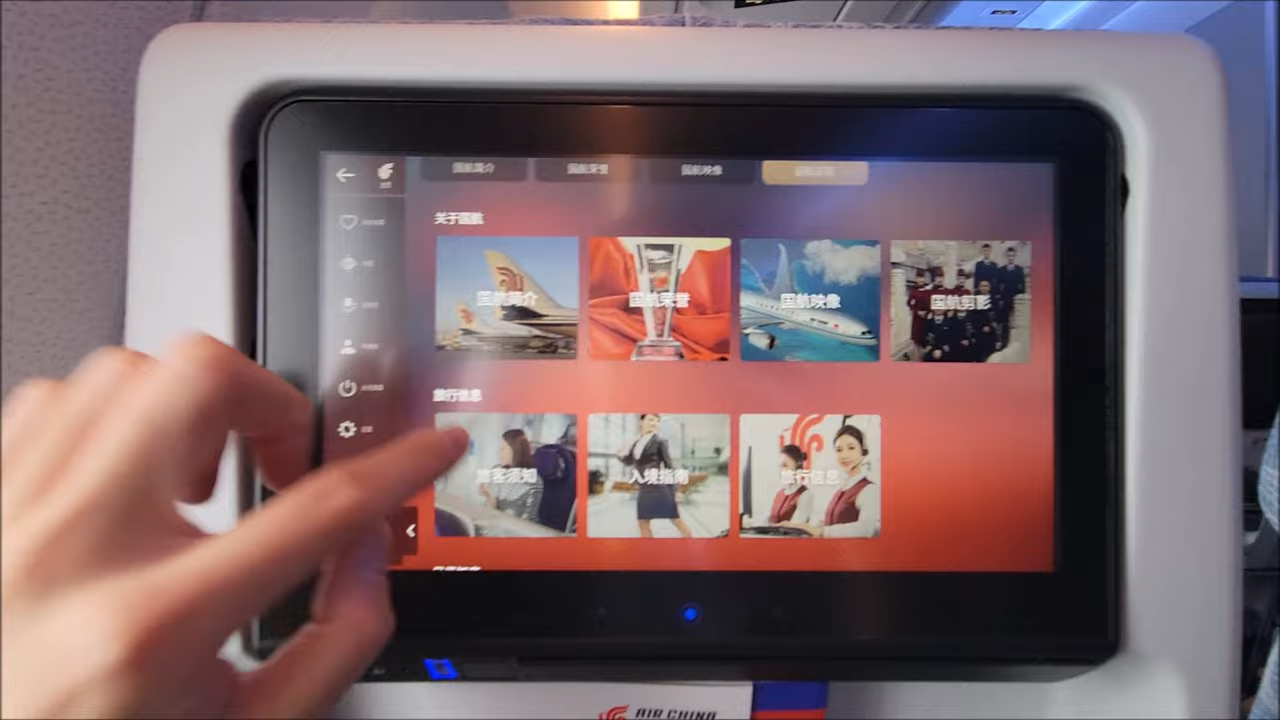 国航简介
国航荣誉
国航映像
关于国航
国航简介
国航荣誉
国航映像
国航剪影
旅行信息
旅客须知
入境指南
旅行信息
AIR CHINA